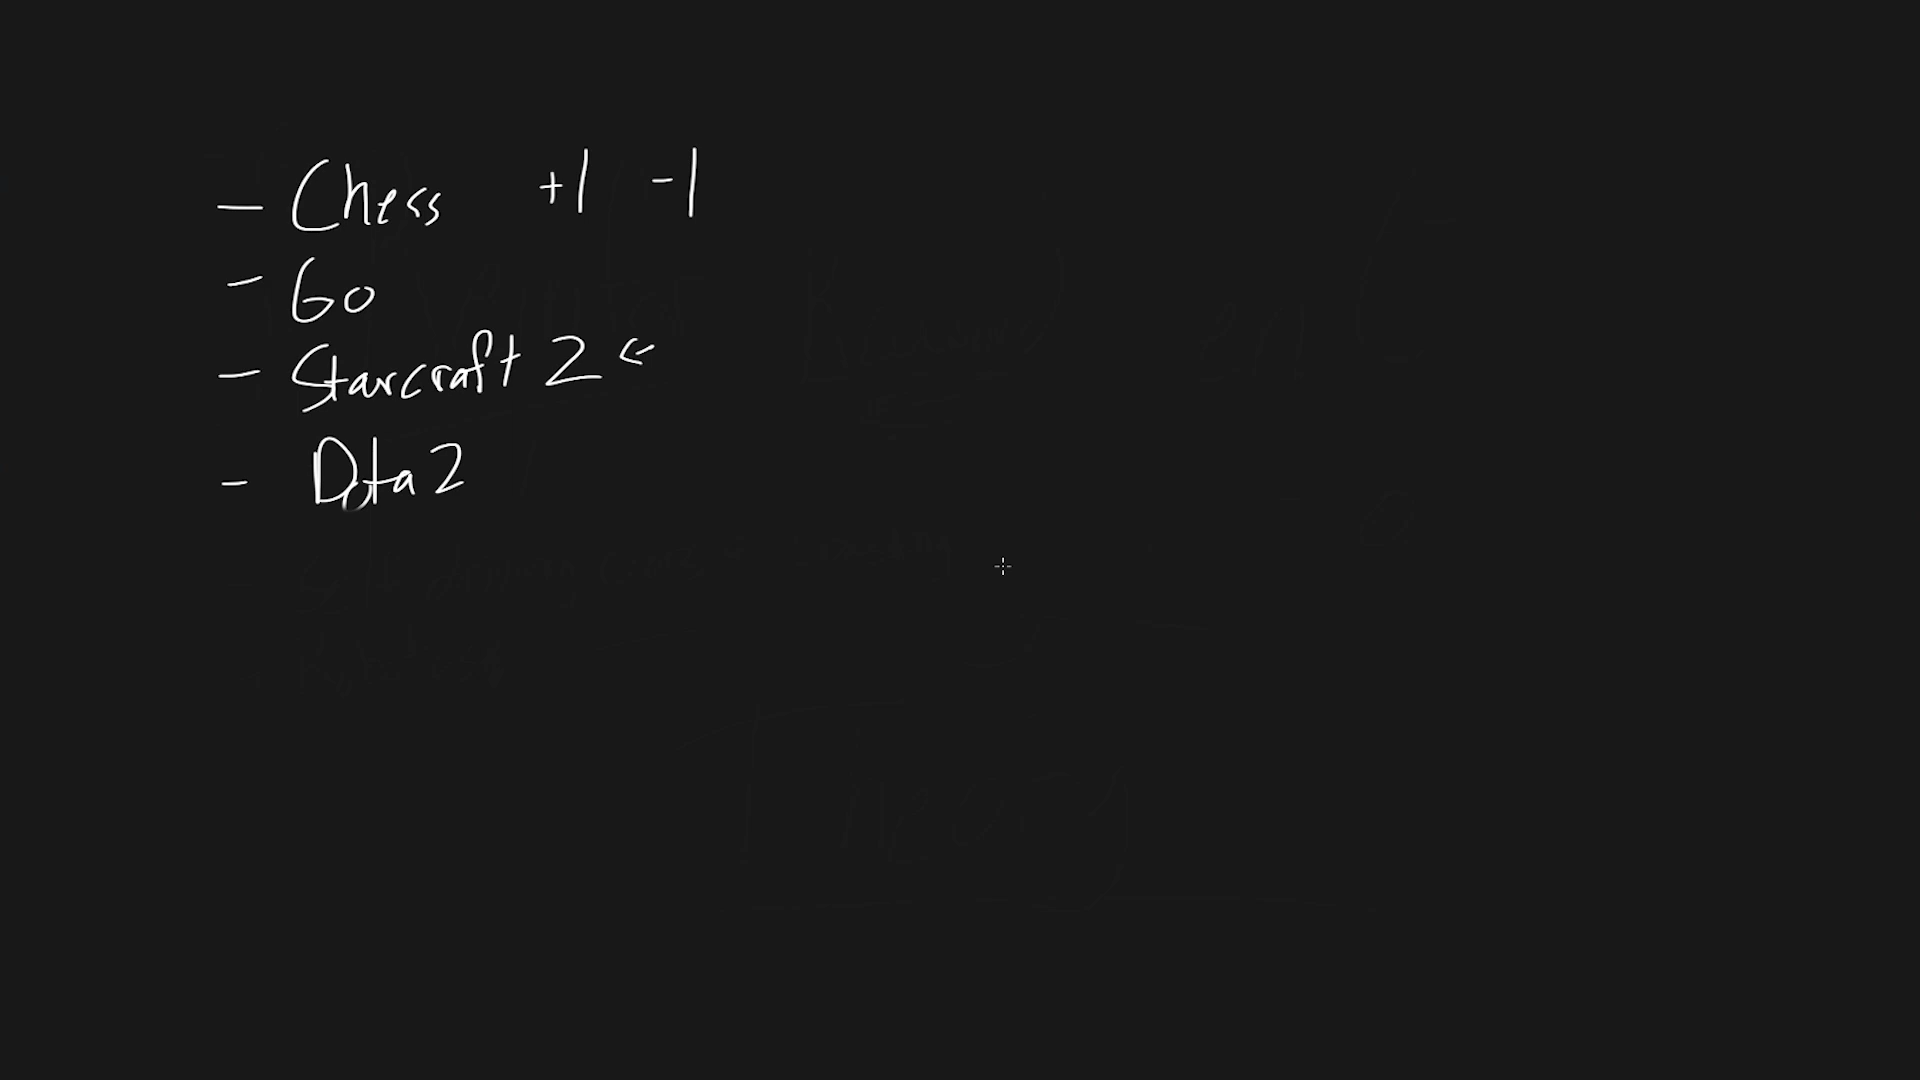 - Chess +1 -1
- Go
- Starcraft 2 <-
- Dota 2